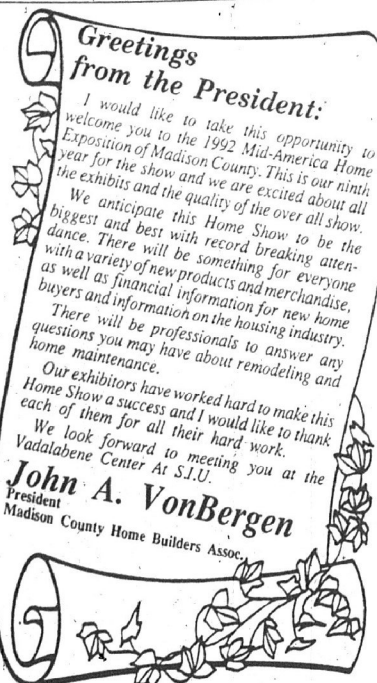 Greetings
from the President:
I would like to take this opportunity to
welcome you to the 1992 Mid-America Home
Exposition of Madison County. This is our ninth
year for the show and we are excited about all
the exhibits and the quality of the over all show.
We anticipate this Home Show to be the
biggest and best with record breaking atten-
dance. There will be something for everyone
with a variety of new products and merchandise,
as well as financial information for new home
buyers and information on the housing industry.
There will be professionals to answer any
questions you may have about remodeling and
home maintenance.
Our exhibitors have worked hard to make this
Home Show a success and I would like to thank
each of them for all their hard work.
We look forward to meeting you at the
Vadalabene Center At S.I.U.
John A. VonBergen
President
Madison County Home Builders Assoc.